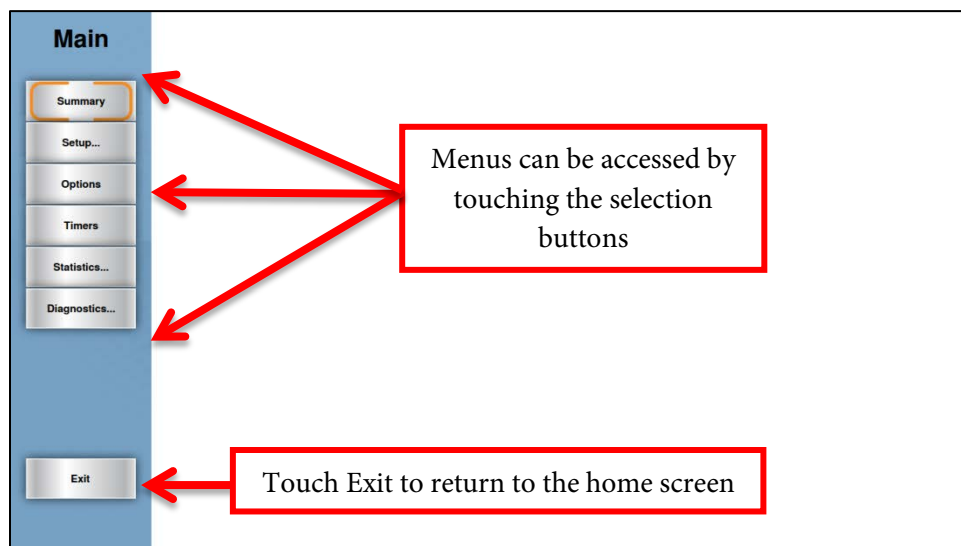 Main
Summary
Setup...
Options
Timers
Statistics...
Diagnostics...
Exit
Menus can be accessed by
touching the selection
buttons
Touch Exit to return to the home screen